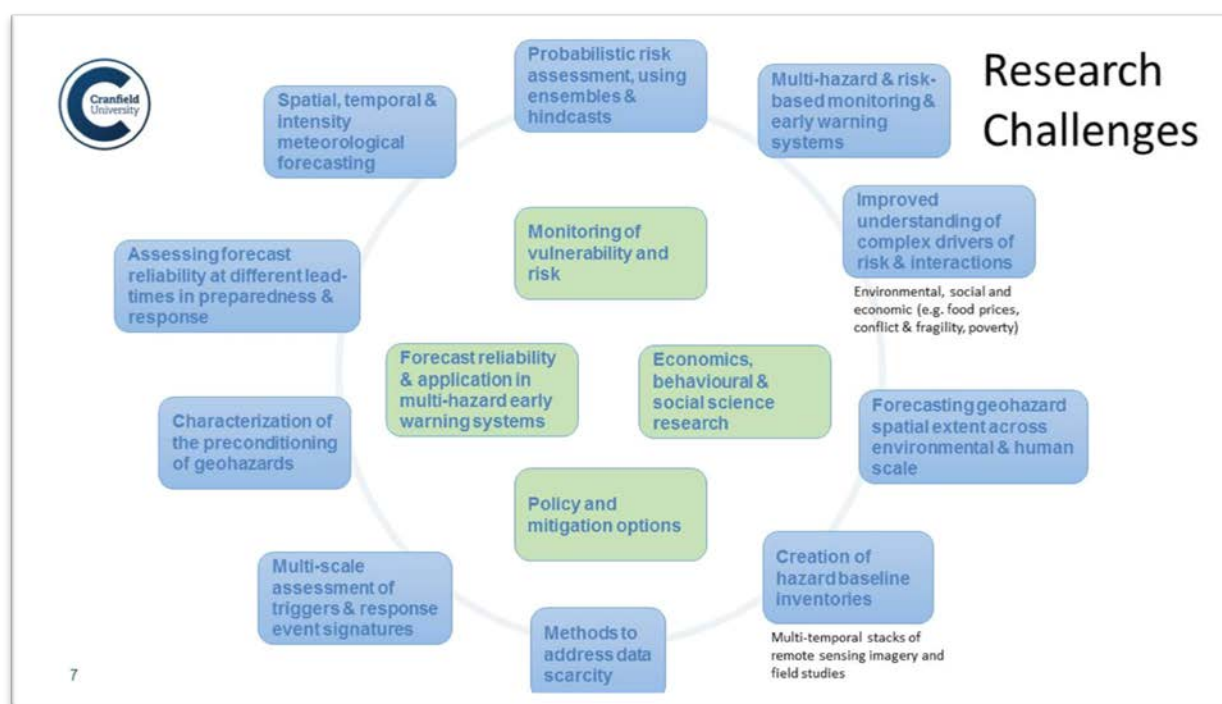 Cranfield
University
Research
Challenges
Probabilistic risk
assessment, using
ensembles &
hindcasts
Multi-hazard & risk-
based monitoring &
early warning
systems
Spatial, temporal &
intensity
meteorological
forecasting
Improved
understanding of
complex drivers of
risk & interactions
Environmental, social and
economic (e.g. food prices,
conflict & fragility, poverty)
Monitoring of
vulnerability and
risk
Assessing forecast
reliability at different lead-
times in preparedness &
response
Forecast reliability
& application in
multi-hazard early
warning systems
Economics,
behavioural &
social science
research
Forecasting geohazard
spatial extent across
environmental & human
scale
Characterization of
the preconditioning
of geohazards
Policy and
mitigation options
Creation of
hazard baseline
inventories
Multi-temporal stacks of
remote sensing imagery and
field studies
Multi-scale
assessment of
triggers & response
event signatures
Methods to
address data
scarcity
7